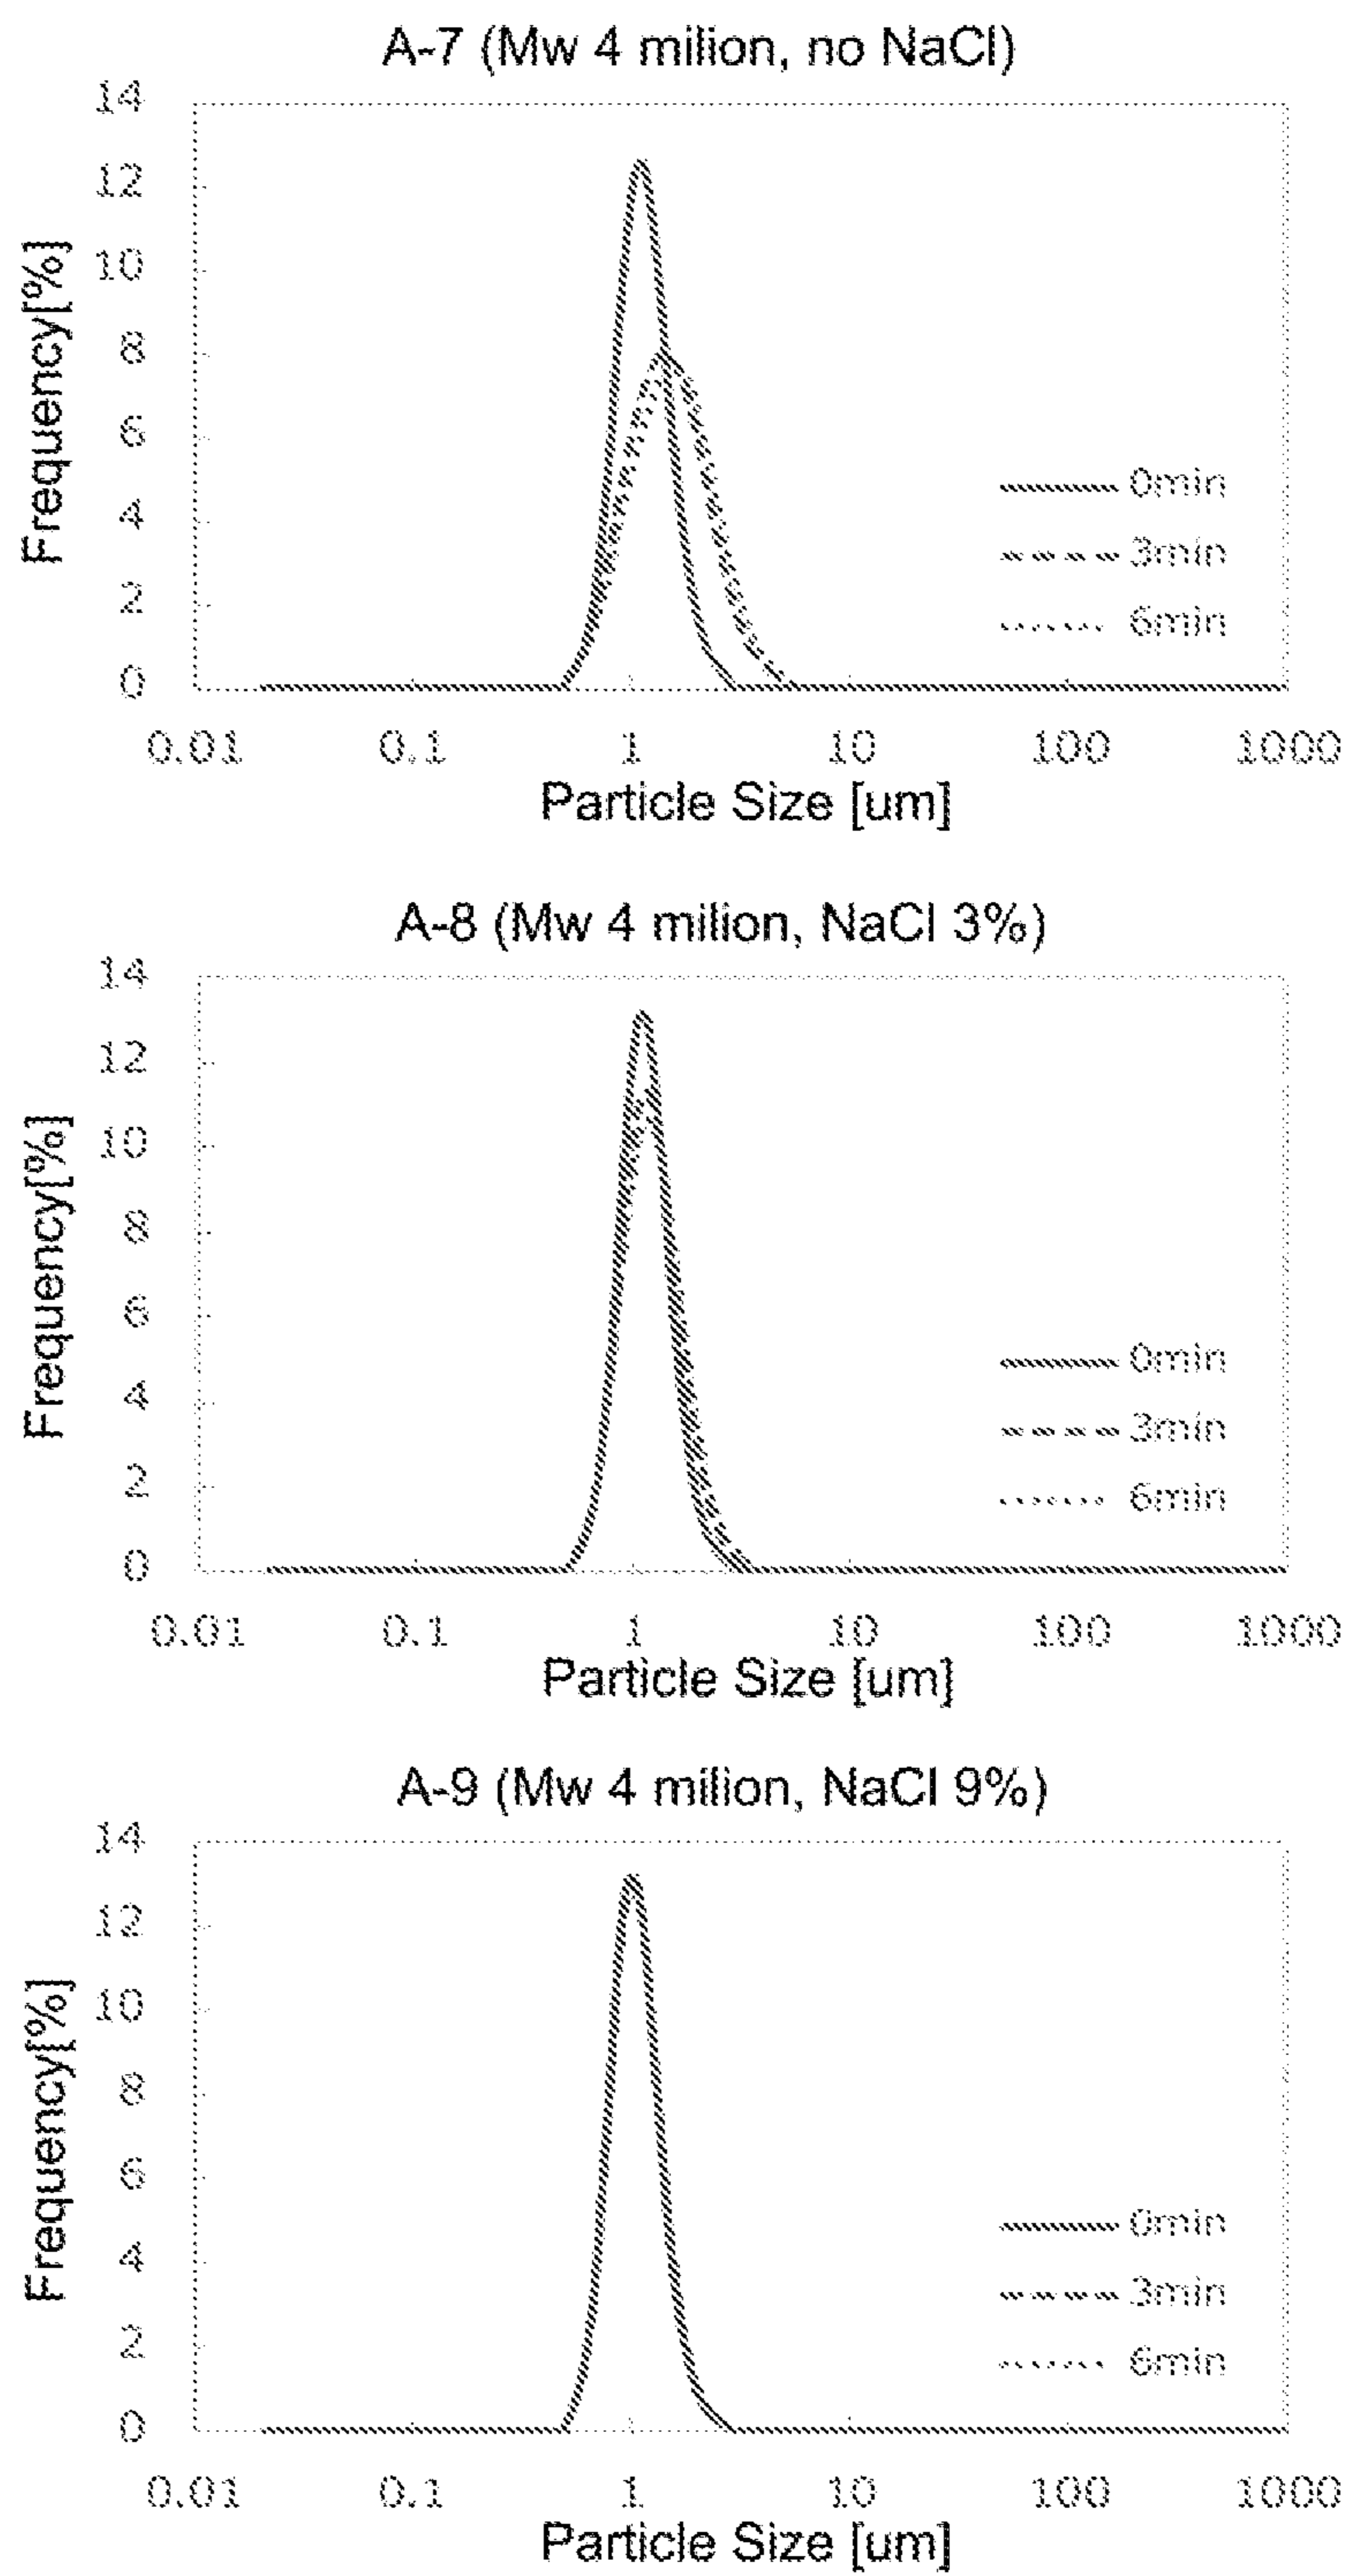 A-7 (Mw 4 milion, no NaCl)
14
12
10
8
6
4
2
0
Frequency[%]
0min
3min
6min
0.01 0.1 1 10 100 1000
Particle Size [um]
A-8 (Mw 4 milion, NaCl 3%)
14
12
10
8
6
4
2
0
Frequency[%]
0min
3min
6min
0.01 0.1 1 10 100 1000
Particle Size [um]
A-9 (Mw 4 milion, NaCl 9%)
14
12
10
8
6
4
2
0
Frequency[%]
0min
3min
6min
0.01 0.1 1 10 100 1000
Particle Size [um]